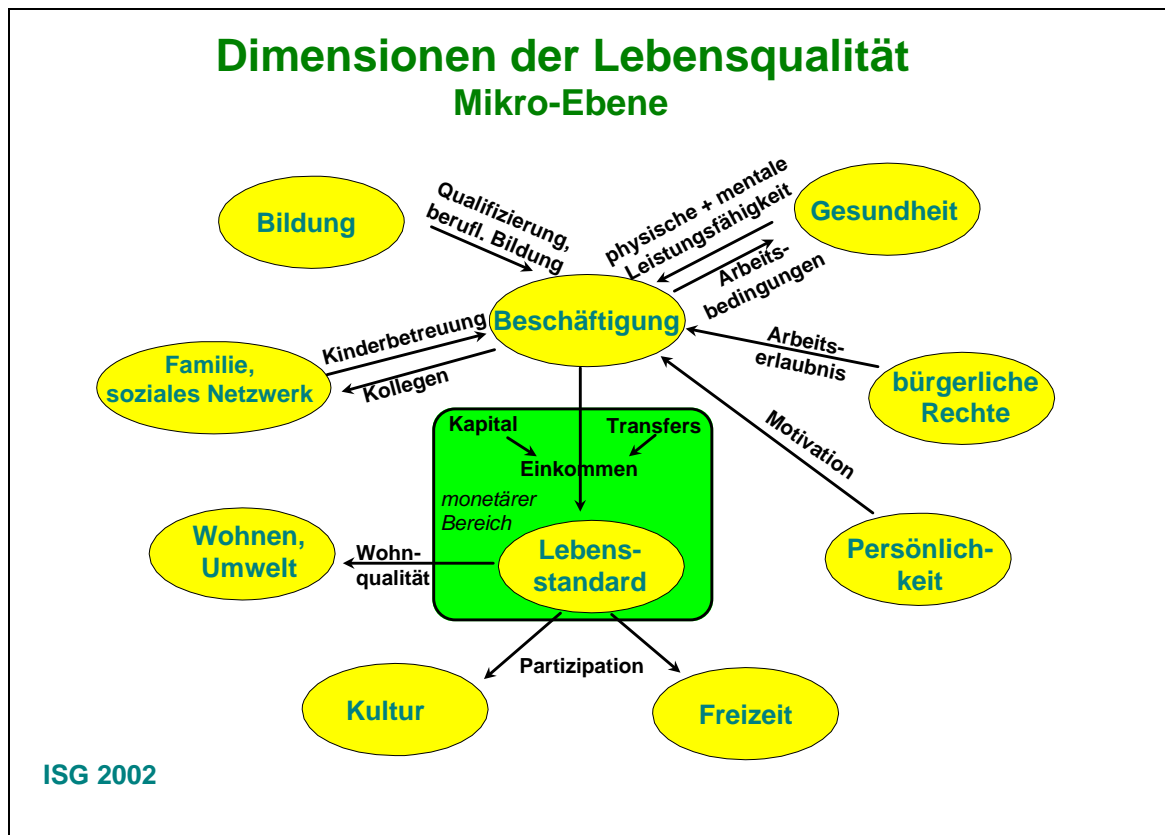 Dimensionen der Lebensqualität
Mikro-Ebene
Bildung
Qualifizierung,
berufl. Bildung
physische + mentale
Leistungsfähigkeit
Arbeits-
bedingungen
Gesundheit
Beschäftigung
Kinderbetreuung
Kollegen
Familie,
soziales Netzwerk
Arbeits-
erlaubnis
bürgerliche
Rechte
Kapital
Transfers
Einkommen
monetärer
Bereich
Motivation
Wohnen,
Umwelt
Wohn-
qualität
Lebens-
standard
Persönlich-
keit
Partizipation
Kultur
Freizeit
ISG 2002